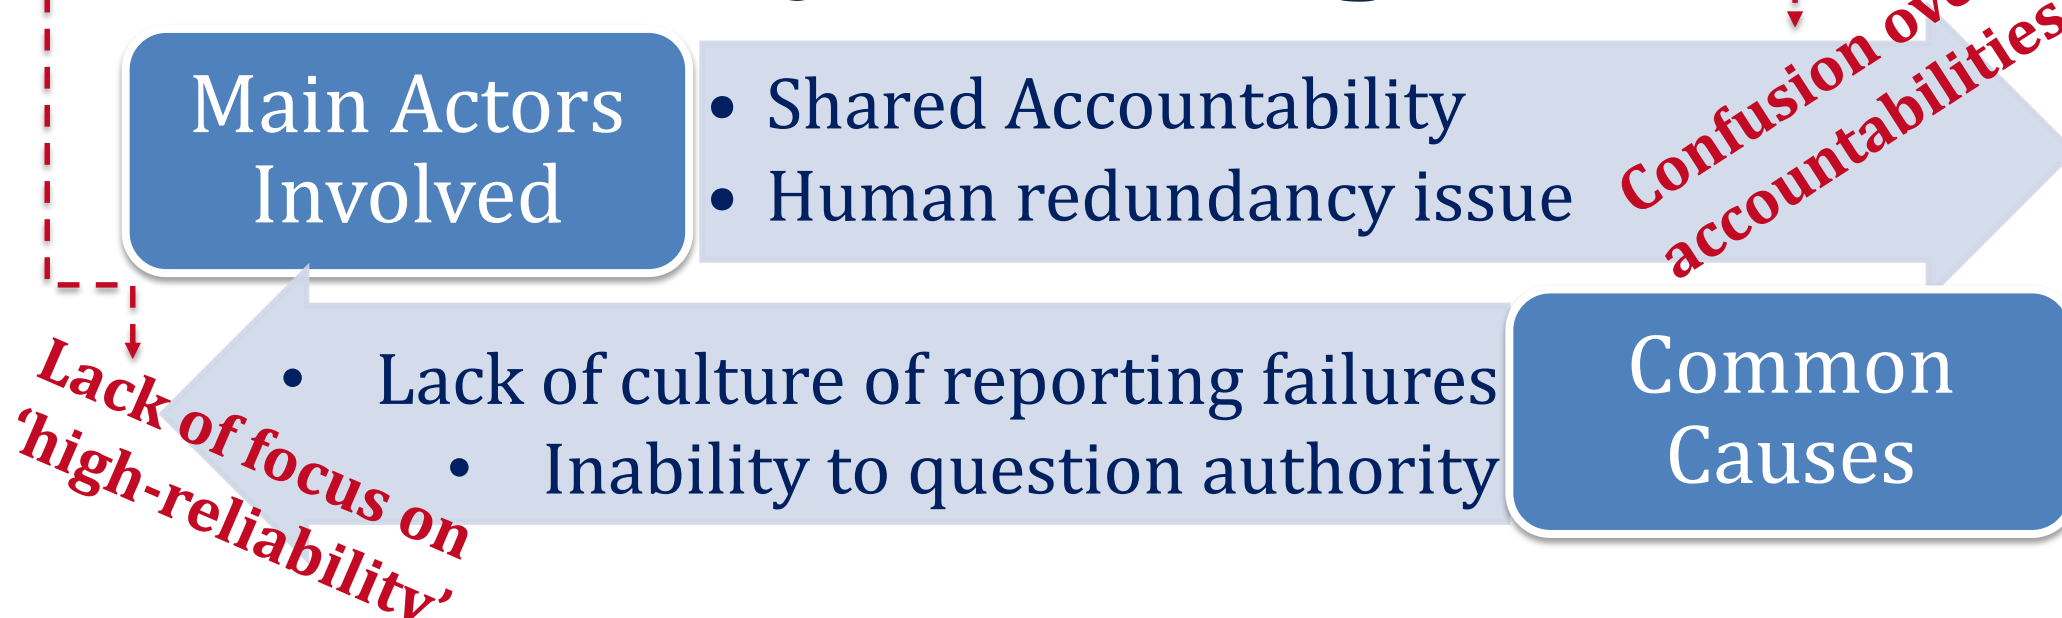 Main Actors
Involved
• Shared Accountability
• Human redundancy issue
Confusion
accountabilities
• Lack of culture of reporting failures
• Inability to question authority
Common
Causes
Lack of focus on
‘high-reliability’